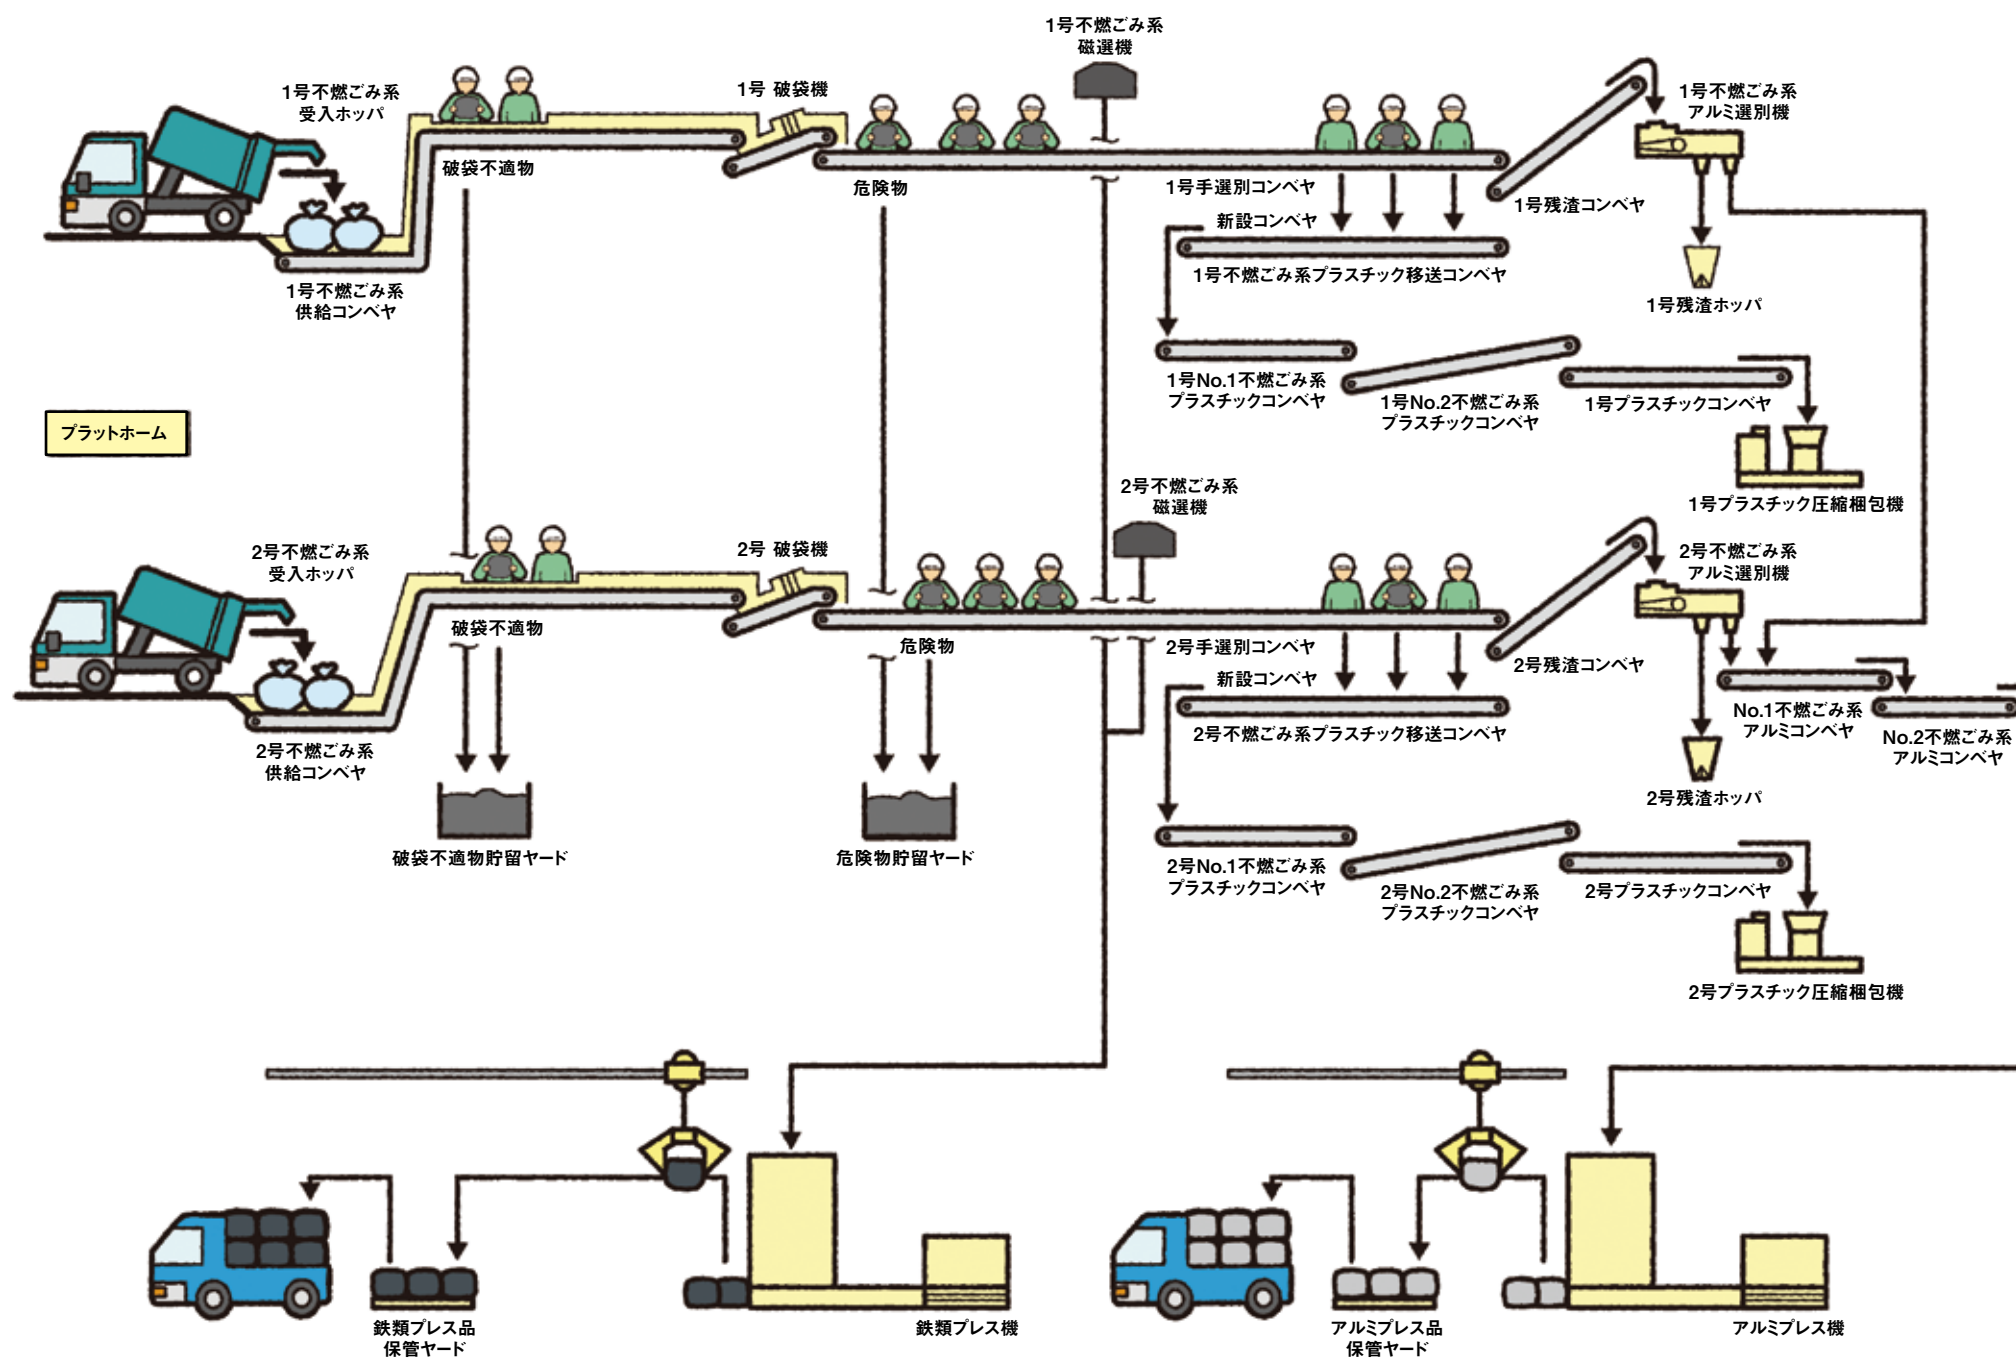 1号不燃ごみ系
磁選機
1号不燃ごみ系
受入ホッパ
1号 破袋機
1号不燃ごみ系
アルミ選別機
破袋不適物
危険物
1号手選別コンベヤ
1号残渣コンベヤ
新設コンベヤ
1号不燃ごみ系プラスチック移送コンベヤ
1号不燃ごみ系
供給コンベヤ
1号残渣ホッパ
1号No.1不燃ごみ系
プラスチックコンベヤ
1号No.2不燃ごみ系
プラスチックコンベヤ
1号プラスチックコンベヤ
プラットホーム
1号プラスチック圧縮梱包機
2号不燃ごみ系
磁選機
2号不燃ごみ系
受入ホッパ
2号 破袋機
2号不燃ごみ系
アルミ選別機
破袋不適物
危険物
2号手選別コンベヤ
2号残渣コンベヤ
新設コンベヤ
2号不燃ごみ系プラスチック移送コンベヤ
No.1不燃ごみ系
アルミコンベヤ
No.2不燃ごみ系
アルミコンベヤ
2号不燃ごみ系
供給コンベヤ
2号残渣ホッパ
破袋不適物貯留ヤード
危険物貯留ヤード
2号No.1不燃ごみ系
プラスチックコンベヤ
2号No.2不燃ごみ系
プラスチックコンベヤ
2号プラスチックコンベヤ
2号プラスチック圧縮梱包機
鉄類プレス品
保管ヤード
鉄類プレス機
アルミプレス品
保管ヤード
アルミプレス機